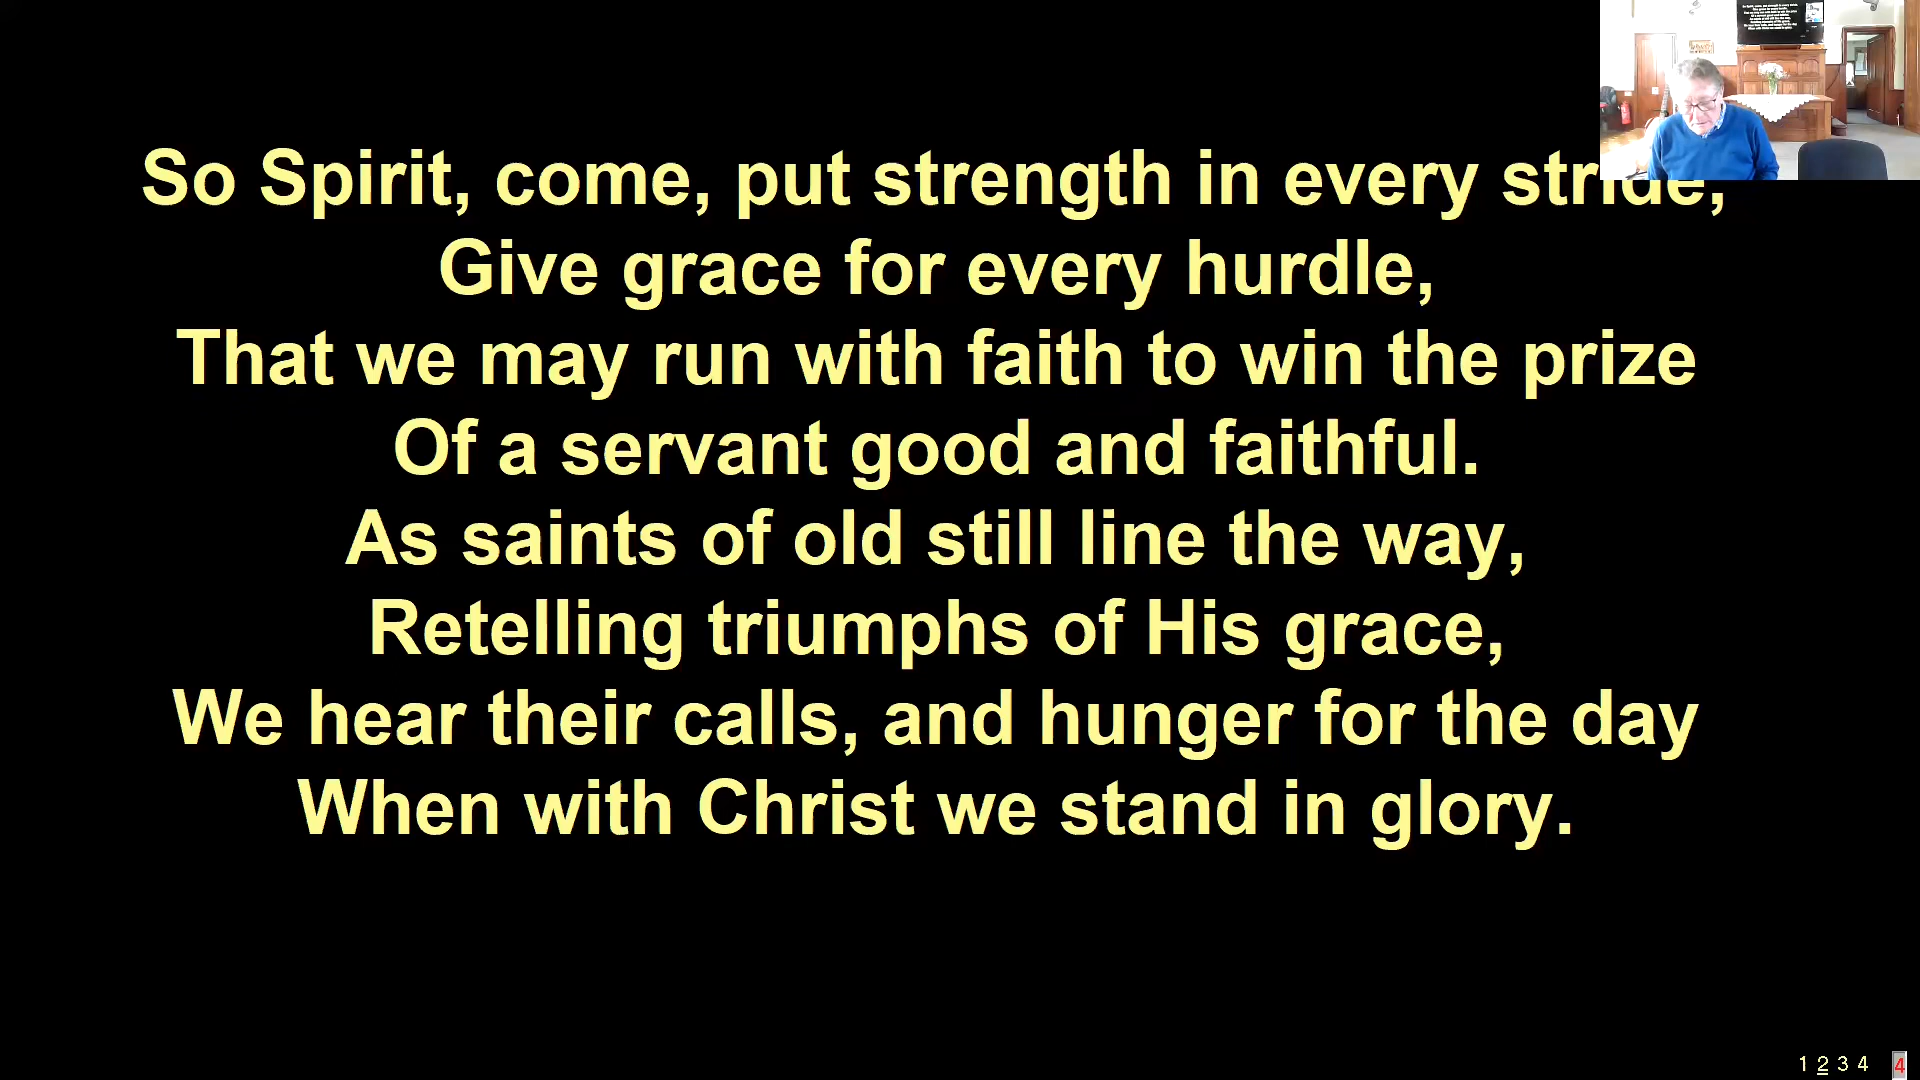 So Spirit, come, put strength in every stride,
Give grace for every hurdle,
That we may run with faith to win the prize
Of a servant good and faithful.
As saints of old still line the way,
Retelling triumphs of His grace,
We hear their calls, and hunger for the day
When with Christ we stand in glory.
1 2 3 4 4